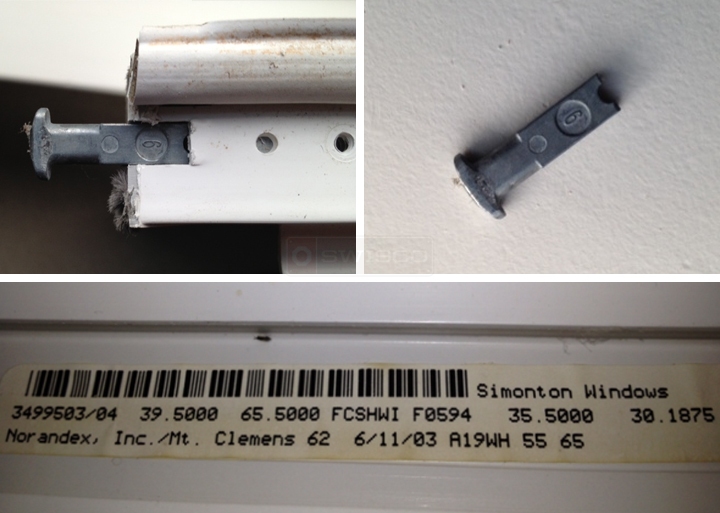 6
6
SWISCO
Simonton Windows
3499503/04 39.5000 65.5000 FCSHWI F0594 35.5000 30.1875
Norandex, Inc./Mt. Clemens 62 6/11/03 A19WH 55 65